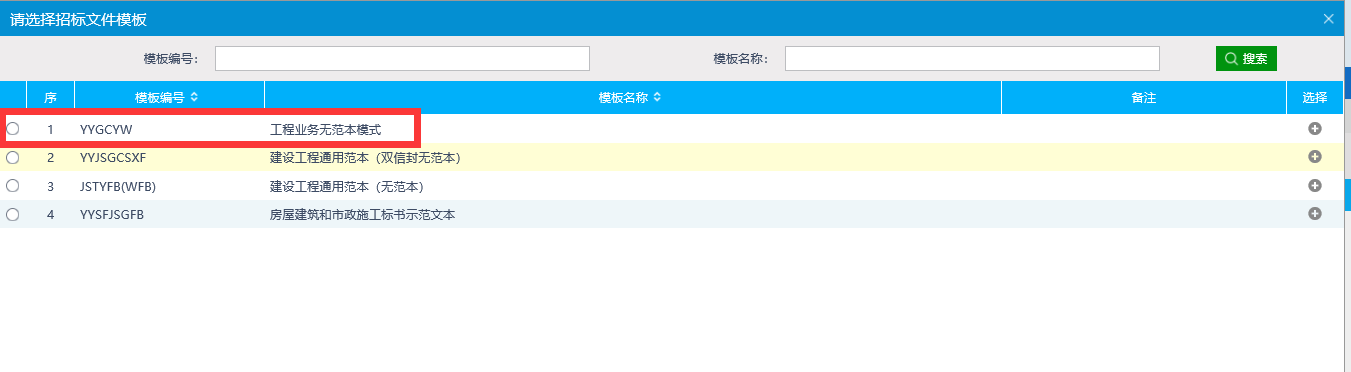 请选择招标文件模板
模板编号： 模板名称： 搜索
序 模板编号 模板名称 备注 选择
1 YYGCYW 工程业务无范本模式
2 YYJSGCSXF 建设工程通用范本（双信封无范本）
3 JSTYFB(WFB) 建设工程通用范本（无范本）
4 YYSFJSGFB 房屋建筑和市政施工标书示范文本